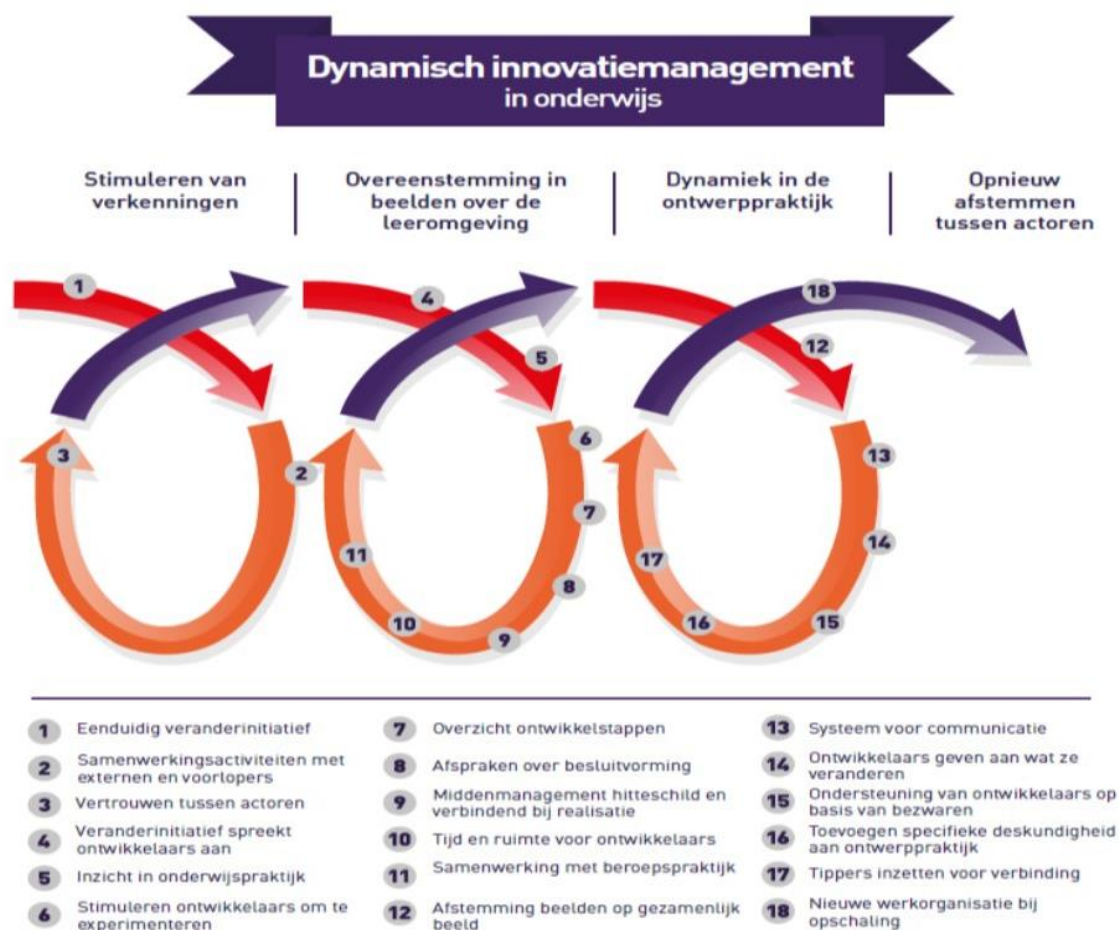 Dynamisch innovatiemanagement
in onderwijs
Stimuleren van
verkenningen
Overeenstemming in
beelden over de
leeromgeving
Dynamiek in de
ontwerppraktijk
Opnieuw
afstemmen
tussen actoren
1
2
3
4
5
6
7
8
9
10
11
12
13
14
15
16
17
18
1 Eenduidig veranderinitiatief
2 Samenwerkingsactiviteiten met
externen en voorlopers
3 Vertrouwen tussen actoren
4 Veranderinitiatief spreekt
ontwikkelaars aan
5 Inzicht in onderwijspraktijk
6 Stimuleren ontwikkelaars om te
experimenteren
7 Overzicht ontwikkelstappen
8 Afspraken over besluitvorming
9 Middenmanagement hitteschild en
verbindend bij realisatie
10 Tijd en ruimte voor ontwikkelaars
11 Samenwerking met beroepspraktijk
12 Afstemming beelden op gezamenlijk
beeld
13 Systeem voor communicatie
14 Ontwikkelaars geven aan wat ze
veranderen
15 Ondersteuning van ontwikkelaars op
basis van bezwaren
16 Toevoegen specifieke deskundigheid
aan ontwerppraktijk
17 Tippers inzetten voor verbinding
18 Nieuwe werkorganisatie bij
opschaling